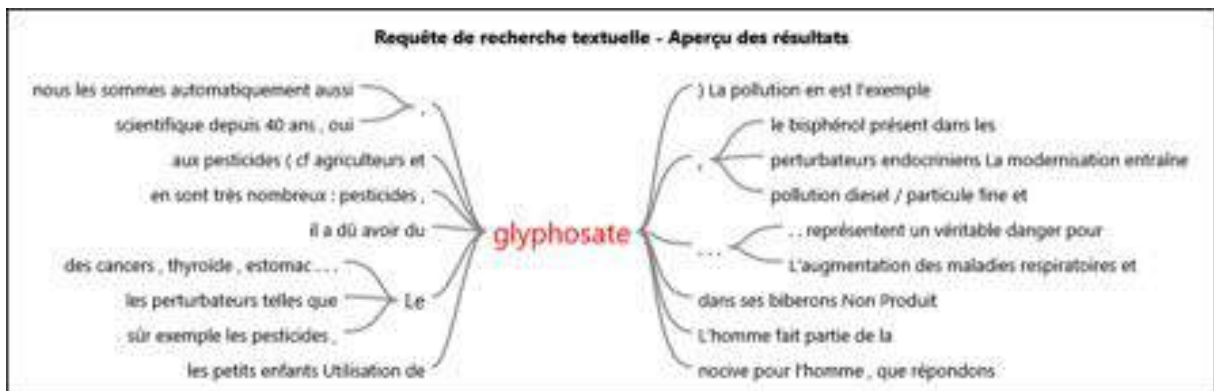 Requête de recherche textuelle - Aperçu des résultats
nous les sommes automatiquement aussi
scientifique depuis 40 ans , oui
,
aux pesticides ( cf agriculteurs et
en sont très nombreux : pesticides ,
il a dû avoir du
des cancers , thyroïde , estomac . . .
les perturbateurs telles que
sûr exemple les pesticides ,
Le
les petits enfants Utilisation de
glyphosate
) La pollution en est l'exemple
,
le bisphénol présent dans les
perturbateurs endocriniens La modernisation entraîne
pollution diesel / particule fine et
. . .
. . représentent un véritable danger pour
L'augmentation des maladies respiratoires et
dans ses biberons Non Produit
L'homme fait partie de la
nocive pour l'homme , que répondons